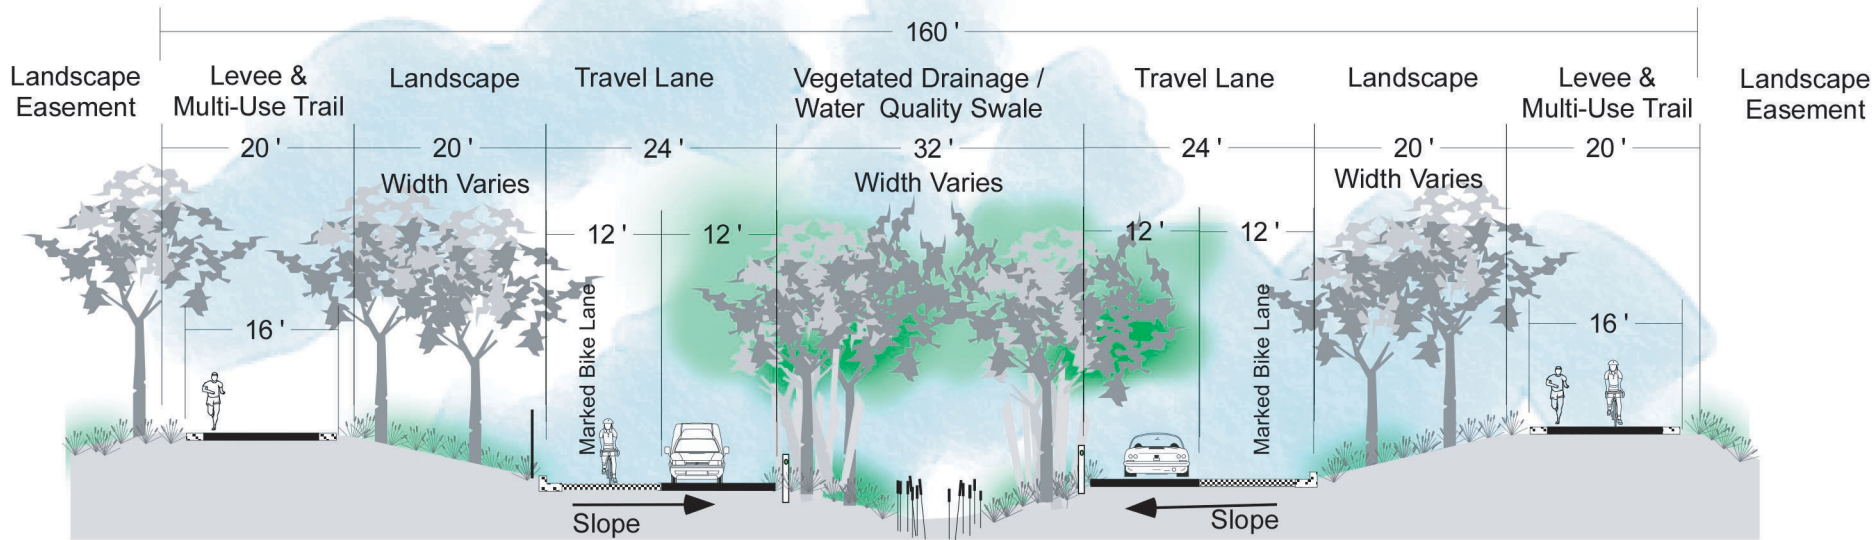 160 '
Landscape
Easement
Levee &
Multi-Use Trail
Landscape
Travel Lane
Vegetated Drainage /
Water Quality Swale
Travel Lane
Landscape
Levee &
Multi-Use Trail
Landscape
Easement
20 '
20 '
24 '
32 '
24 '
20 '
20 '
Width Varies
Width Varies
Width Varies
12 '
12 '
12 '
12 '
16 '
Marked Bike Lane
Marked Bike Lane
16 '
Slope
Slope